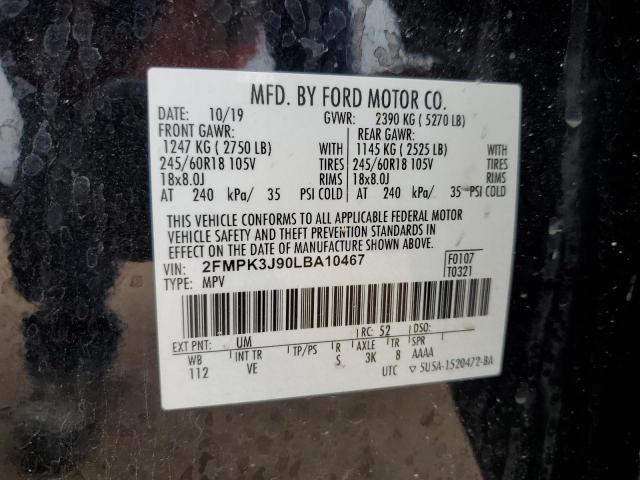 MFD. BY FORD MOTOR CO.
DATE: 10/19 GVWR: 2390 KG ( 5270 LB)
FRONT GAWR: REAR GAWR:
1247 KG ( 2750 LB) 1145 KG ( 2525 LB)
245/60R18 105V TIRES 245/60R18 105V TIRES
18x8.0J RIMS 18x8.0J RIMS
AT 240 kPa/ 35 PSI COLD AT 240 kPa/ 35 PSI COLD
THIS VEHICLE CONFORMS TO ALL APPLICABLE FEDERAL MOTOR
VEHICLE SAFETY AND THEFT PREVENTION STANDARDS IN
EFFECT ON THE DATE OF MANUFACTURE SHOWN ABOVE.
VIN: 2FMPK3J90LBA10467 F0107
TYPE: MPV T0321
EXT PNT: UM RC: 52 DSO:
WB INT TR TP/PS R AXLE TR SPR
112 VE S 3K 8 AAAA
UTC ▽ 5USA-1520472-BA